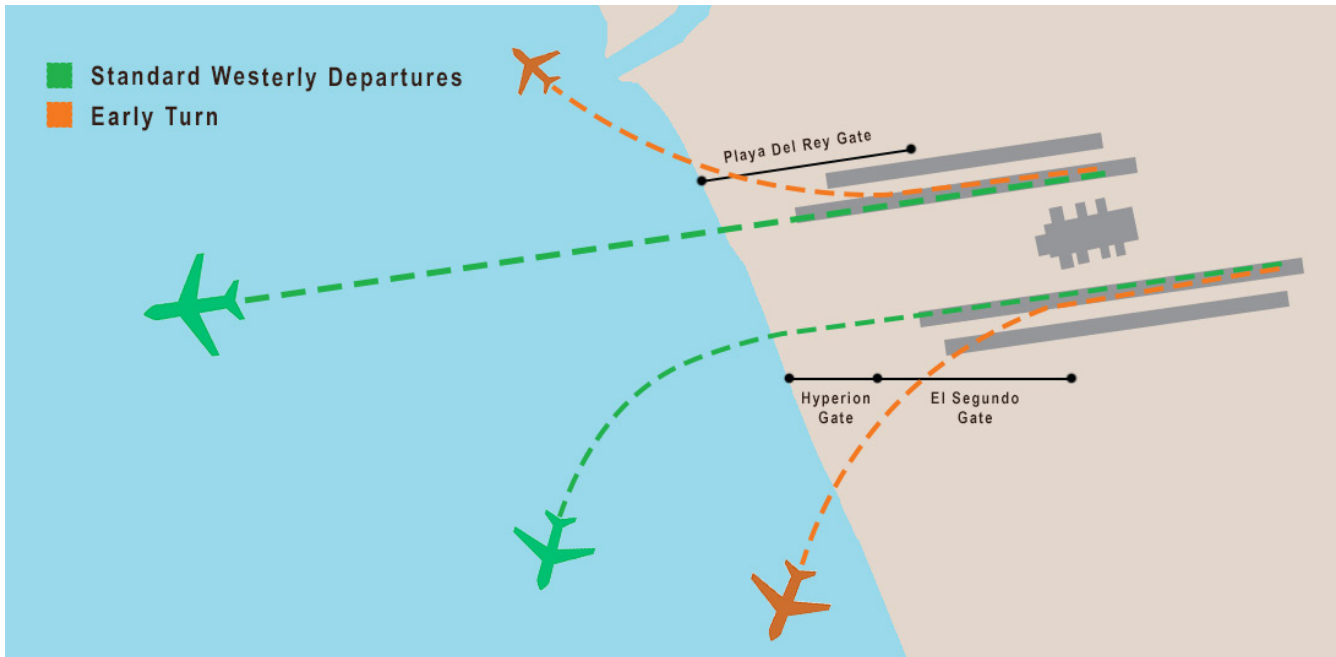 Standard Westerly Departures
Early Turn
Playa Del Rey Gate
Hyperion
Gate
El Segundo
Gate